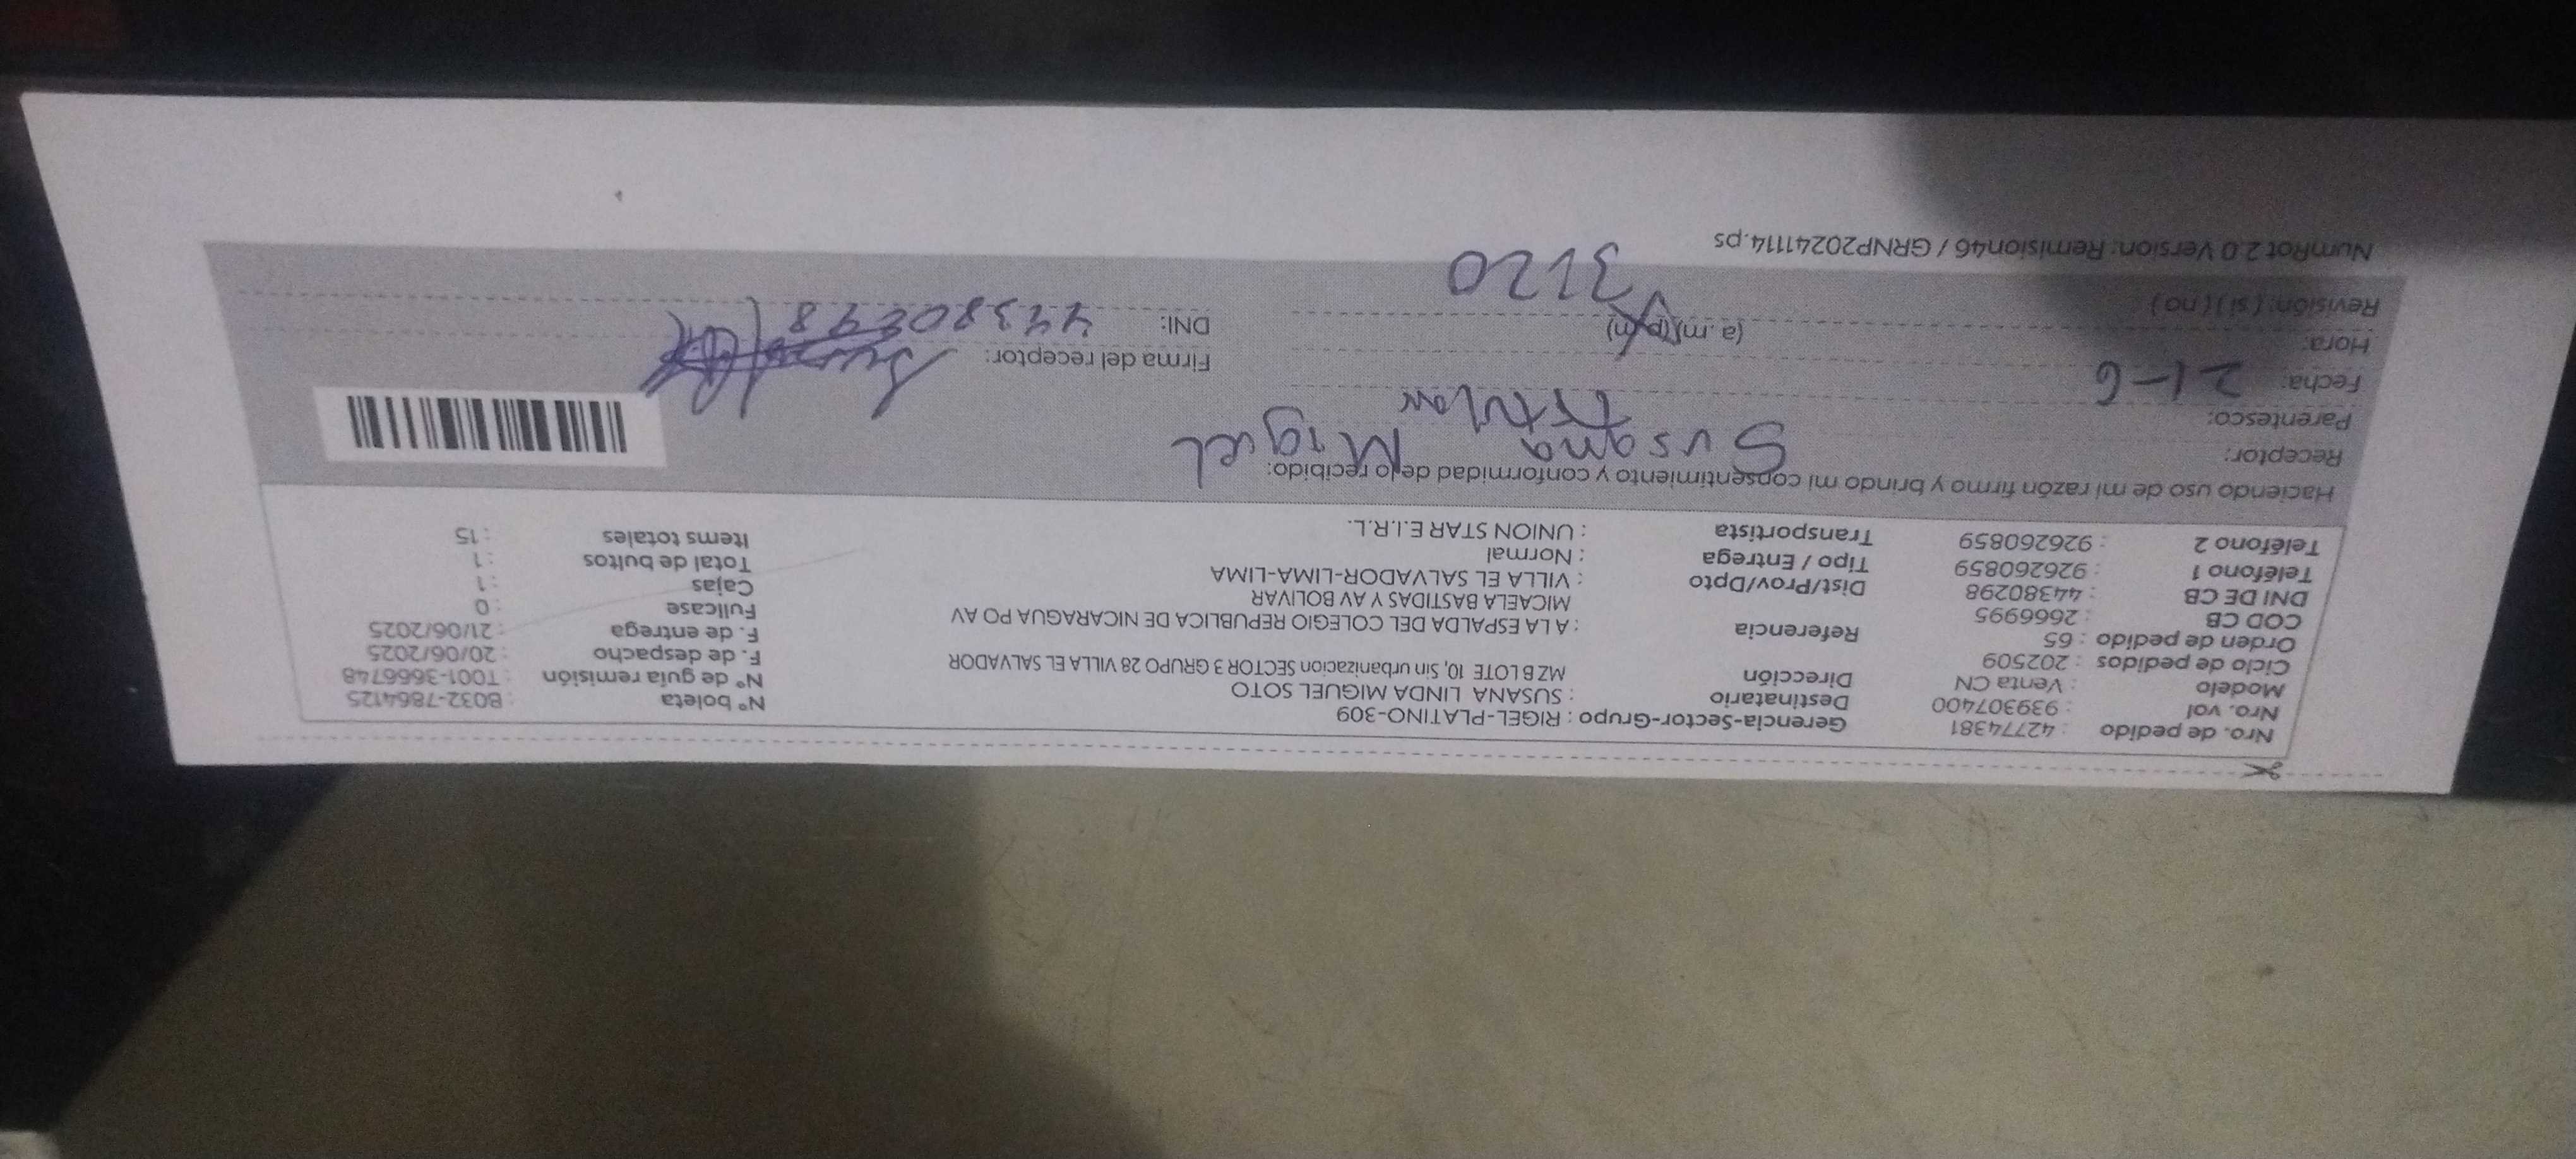 Nro. de pedido : 42774381 Gerencia-Sector-Grupo : RIGEL-PLATINO-309 N° boleta : B032-7864125
Nro. vol : 939307400 Destinatario : SUSANA LINDA MIGUEL SOTO N° de guía remisión : T001-3666748
Modelo : Venta CN Dirección MZ B LOTE 10, Sin urbanizacion SECTOR 3 GRUPO 28 VILLA EL SALVADOR F. de despacho : 20/06/2025
Ciclo de pedidos : 202509 F. de entrega : 21/06/2025
Orden de pedido : 65 Referencia : A LA ESPALDA DEL COLEGIO REPUBLICA DE NICARAGUA PO AV Fullcase : 0
COD CB : 2666995 MICAELA BASTIDAS Y AV BOLIVAR Cajas : 1
DNI DE CB : 44380298 Dist/Prov/Dpto : VILLA EL SALVADOR-LIMA-LIMA Total de bultos : 1
Teléfono 1 : 926260859 Tipo / Entrega : Normal Items totales : 15
Teléfono 2 : 926260859 Transportista : UNION STAR E.I.R.L.
Haciendo uso de mi razón firmo y brindo mi consentimiento y conformidad de lo recibido:
Receptor: Susana Miguel
Parentesco: titular
Fecha: 21-6 Firma del receptor:
Hora: (a.m) (p.m) DNI:
Revisión: ( si ) ( no ) 3120
NumRot 2.0 Version: Remision46 / GRNP20241114.ps